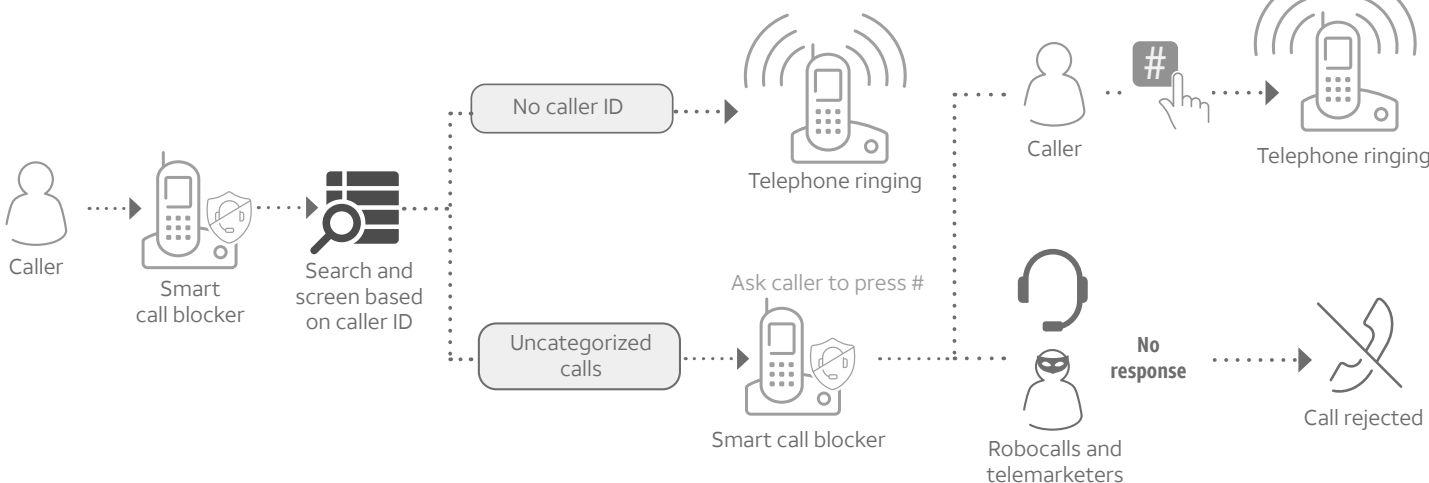 Caller
Smart
call blocker
Search and
screen based
on caller ID
No caller ID
Telephone ringing
Uncategorized
calls
Ask caller to press #
Smart call blocker
Caller
#
Telephone ringing
Robocalls and
telemarketers
No
response
Call rejected